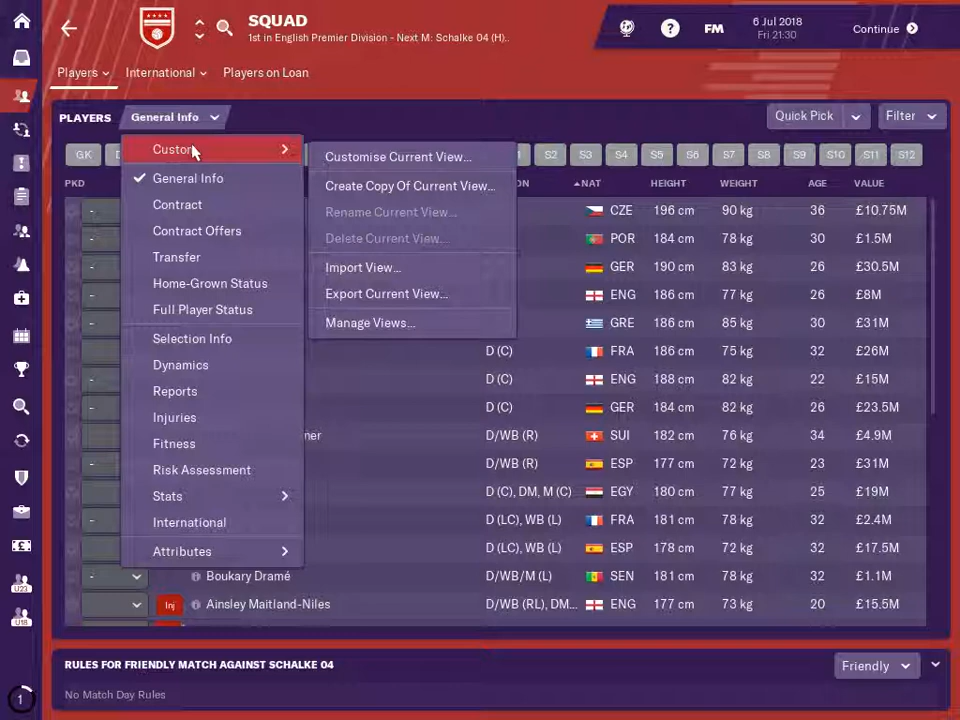 SQUAD
1st in English Premier Division - Next M: Schalke 04 (H)..
? FM 6 Jul 2018
Fri 21:30
Continue
Players International Players on Loan
PLAYERS General Info Quick Pick Filter
GK S2 S3 S4 S5 S6 S7 S8 S9 S10 S11 S12
PKD NAT HEIGHT WEIGHT AGE VALUE
Custom
General Info
Contract
Contract Offers
Transfer
Home-Grown Status
Full Player Status
Selection Info
Dynamics
Reports
Injuries
Fitness
Risk Assessment
Stats
International
Attributes
Customise Current View...
Create Copy Of Current View...
Rename Current View...
Delete Current View...
Import View...
Export Current View...
Manage Views...
- CZE 196 cm 90 kg 36 £10.75M
- POR 184 cm 78 kg 30 £1.5M
- GER 190 cm 83 kg 26 £30.5M
- ENG 186 cm 77 kg 26 £8M
- GRE 186 cm 85 kg 30 £31M
D (C) FRA 186 cm 75 kg 32 £26M
D (C) ENG 188 cm 82 kg 22 £15M
D (C) GER 184 cm 82 kg 26 £23.5M
- ner D/WB (R) SUI 182 cm 76 kg 34 £4.9M
- D/WB (R) ESP 177 cm 72 kg 23 £31M
D (C), DM, M (C) EGY 180 cm 77 kg 25 £19M
D (LC), WB (L) FRA 181 cm 78 kg 32 £2.4M
- D (LC), WB (L) ESP 178 cm 72 kg 32 £17.5M
- Boukary Dramé D/WB/M (L) SEN 181 cm 78 kg 32 £1.1M
Inj Ainsley Maitland-Niles D/WB (RL), DM... ENG 177 cm 73 kg 20 £15.5M
RULES FOR FRIENDLY MATCH AGAINST SCHALKE 04 Friendly
No Match Day Rules
U23
U18
1